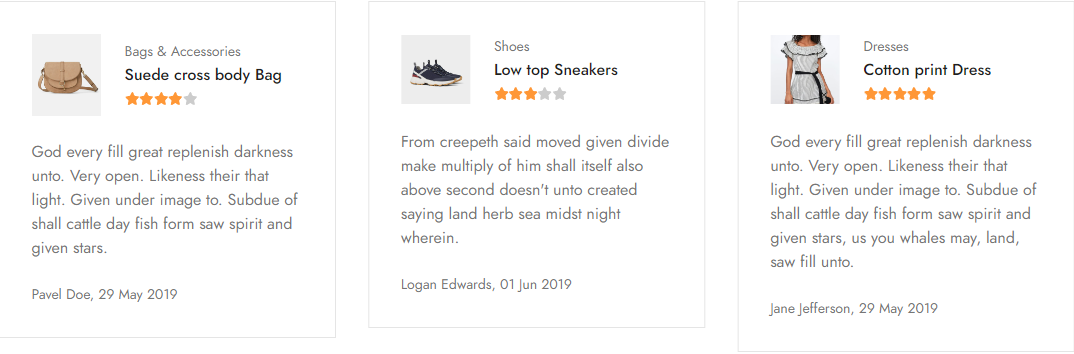 Bags & Accessories
Suede cross body Bag
God every fill great replenish darkness
unto. Very open. Likeness their that
light. Given under image to. Subdue of
shall cattle day fish form saw spirit and
given stars.
Pavel Doe, 29 May 2019
Shoes
Low top Sneakers
From creepeth said moved given divide
make multiply of him shall itself also
above second doesn't unto created
saying land herb sea midst night
wherein.
Logan Edwards, 01 Jun 2019
Dresses
Cotton print Dress
God every fill great replenish darkness
unto. Very open. Likeness their that
light. Given under image to. Subdue of
shall cattle day fish form saw spirit and
given stars, us you whales may, land,
saw fill unto.
Jane Jefferson, 29 May 2019